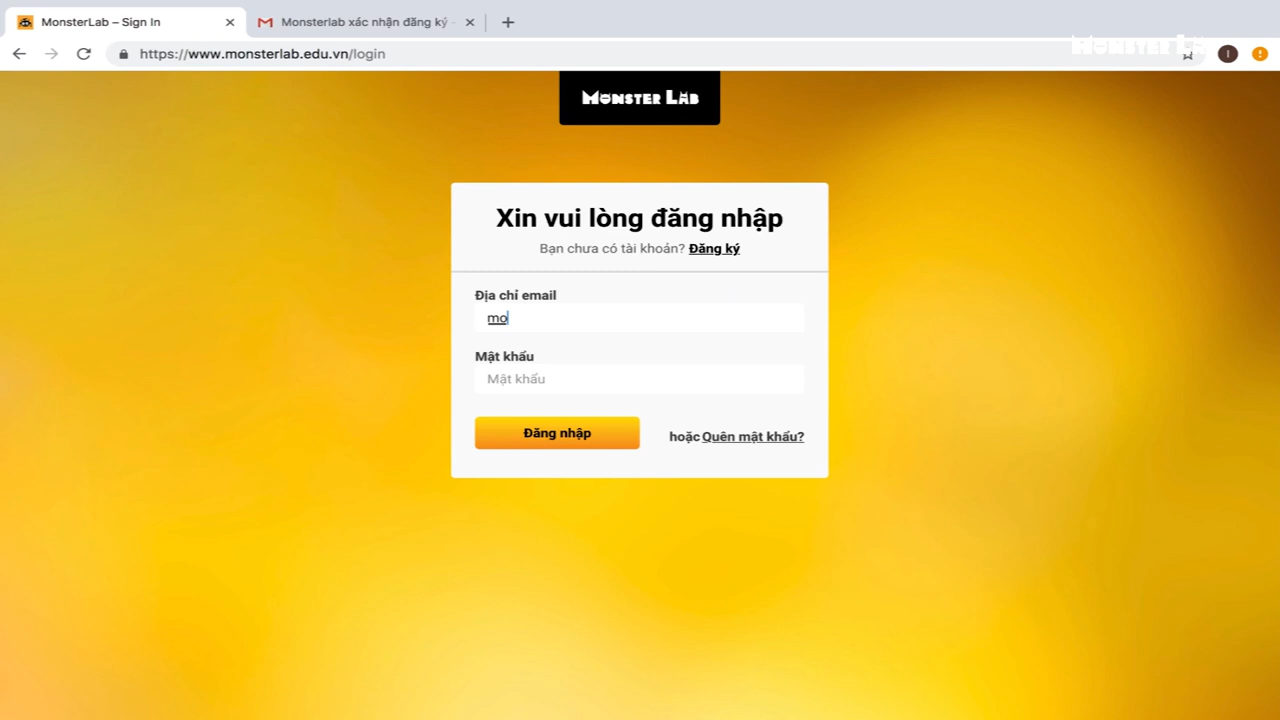 MonsterLab – Sign In
Monsterlab xác nhận đăng ký -
https://www.monsterlab.edu.vn/login
I
MONSTER LAB
MONSTER LAB
Xin vui lòng đăng nhập
Bạn chưa có tài khoản? Đăng ký
Địa chỉ email
mo
Mật khẩu
Mật khẩu
Đăng nhập
hoặc Quên mật khẩu?